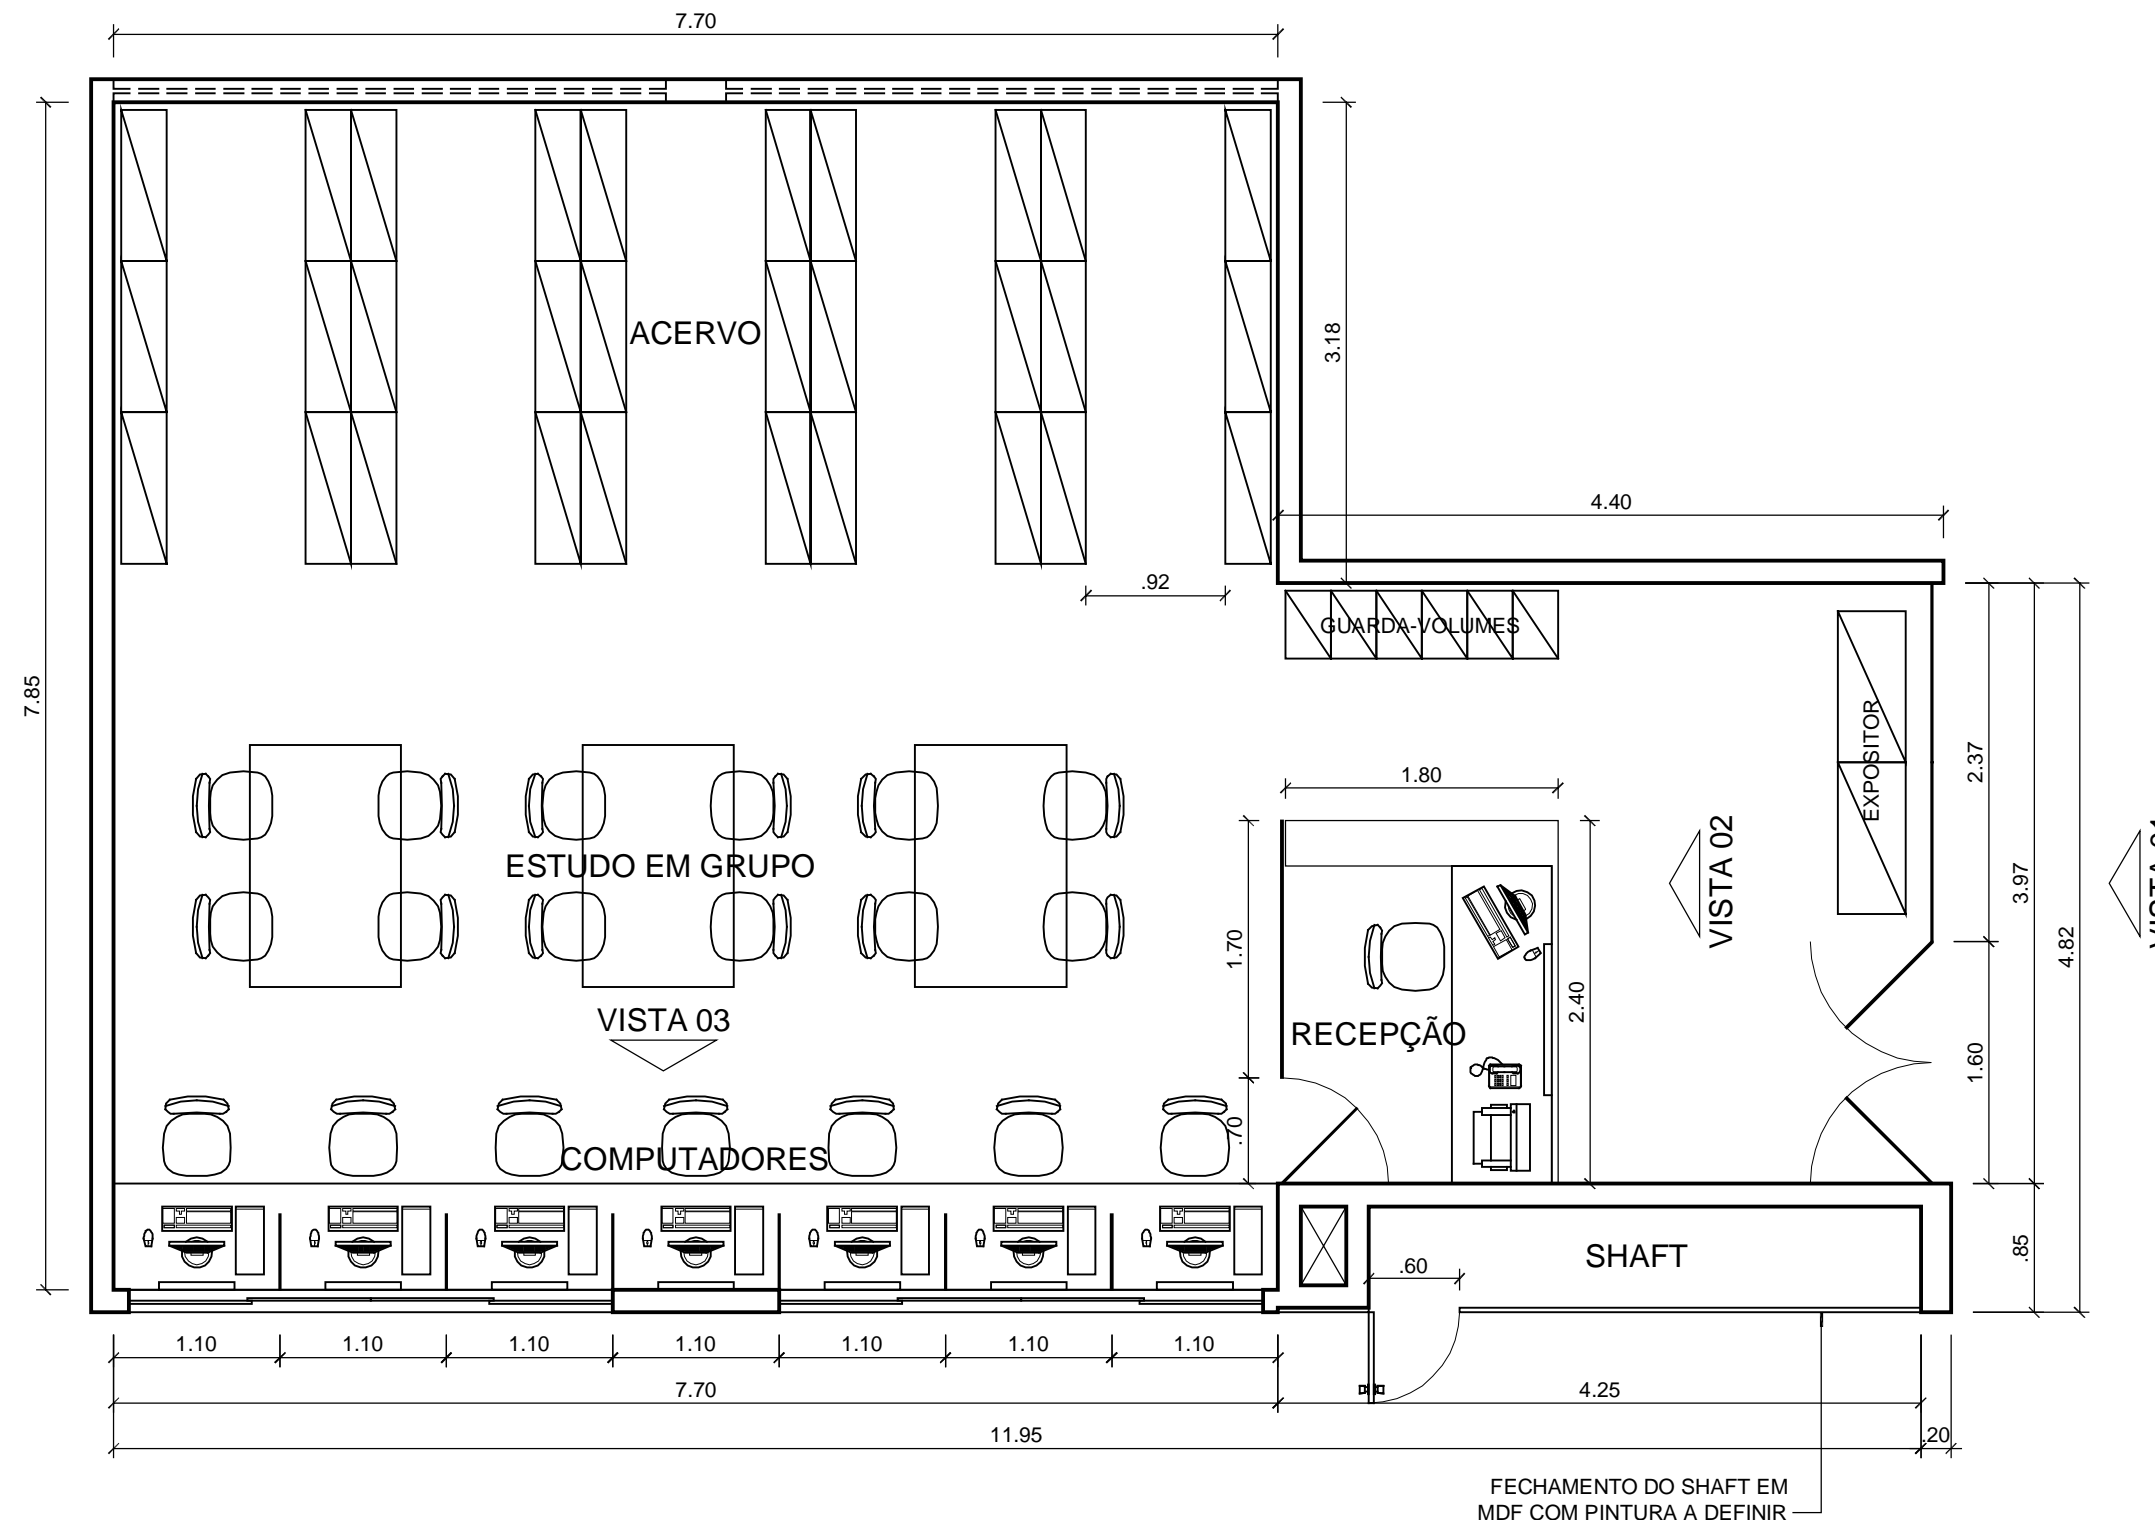 7.70
ACERVO
3.18
4.40
.92
GUARDA-VOLUMES
7.85
EXPOSITOR
2.37
1.80
VISTA 02
3.97
4.82
ESTUDO EM GRUPO
1.70
2.40
VISTA 03
RECEPÇÃO
1.60
.70
COMPUTADORES
SHAFT
.85
.60
1.10 1.10 1.10 1.10 1.10 1.10 1.10
7.70
4.25
11.95
.20
FECHAMENTO DO SHAFT EM
MDF COM PINTURA A DEFINIR